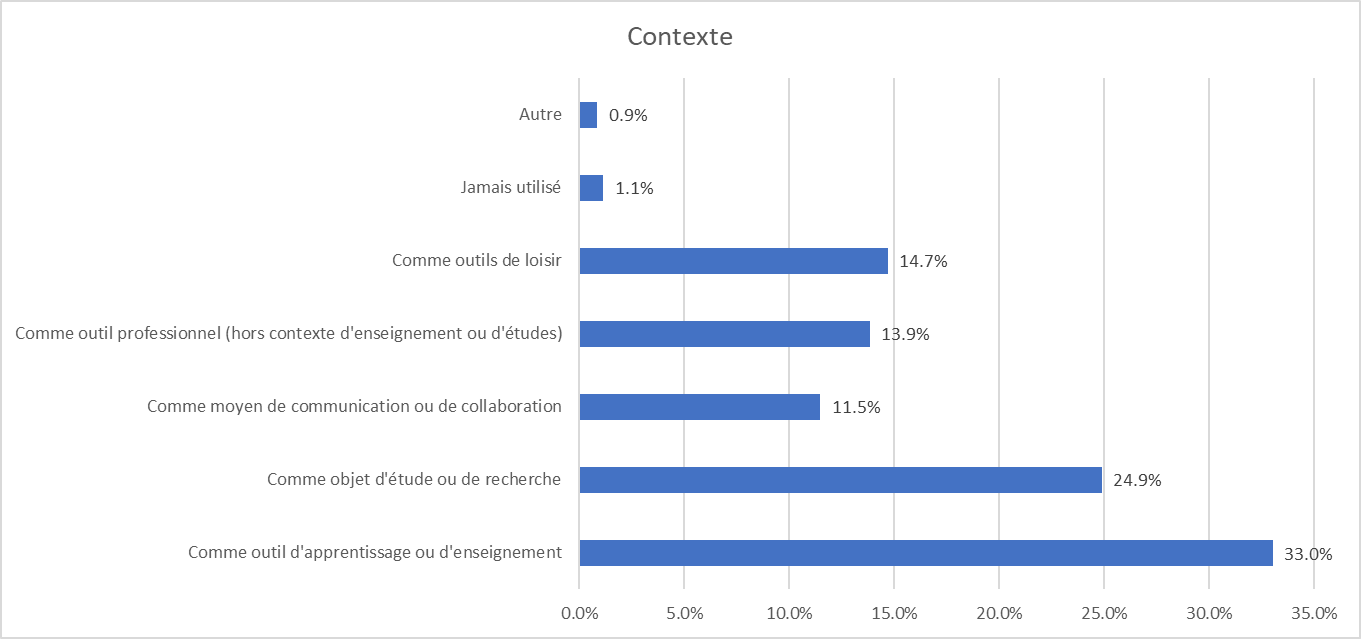 Contexte
Autre
0.9%
Jamais utilisé
1.1%
Comme outils de loisir
14.7%
Comme outil professionnel (hors contexte d'enseignement ou d'études)
13.9%
Comme moyen de communication ou de collaboration
11.5%
Comme objet d'étude ou de recherche
24.9%
Comme outil d'apprentissage ou d'enseignement
33.0%
0.0% 5.0% 10.0% 15.0% 20.0% 25.0% 30.0% 35.0%